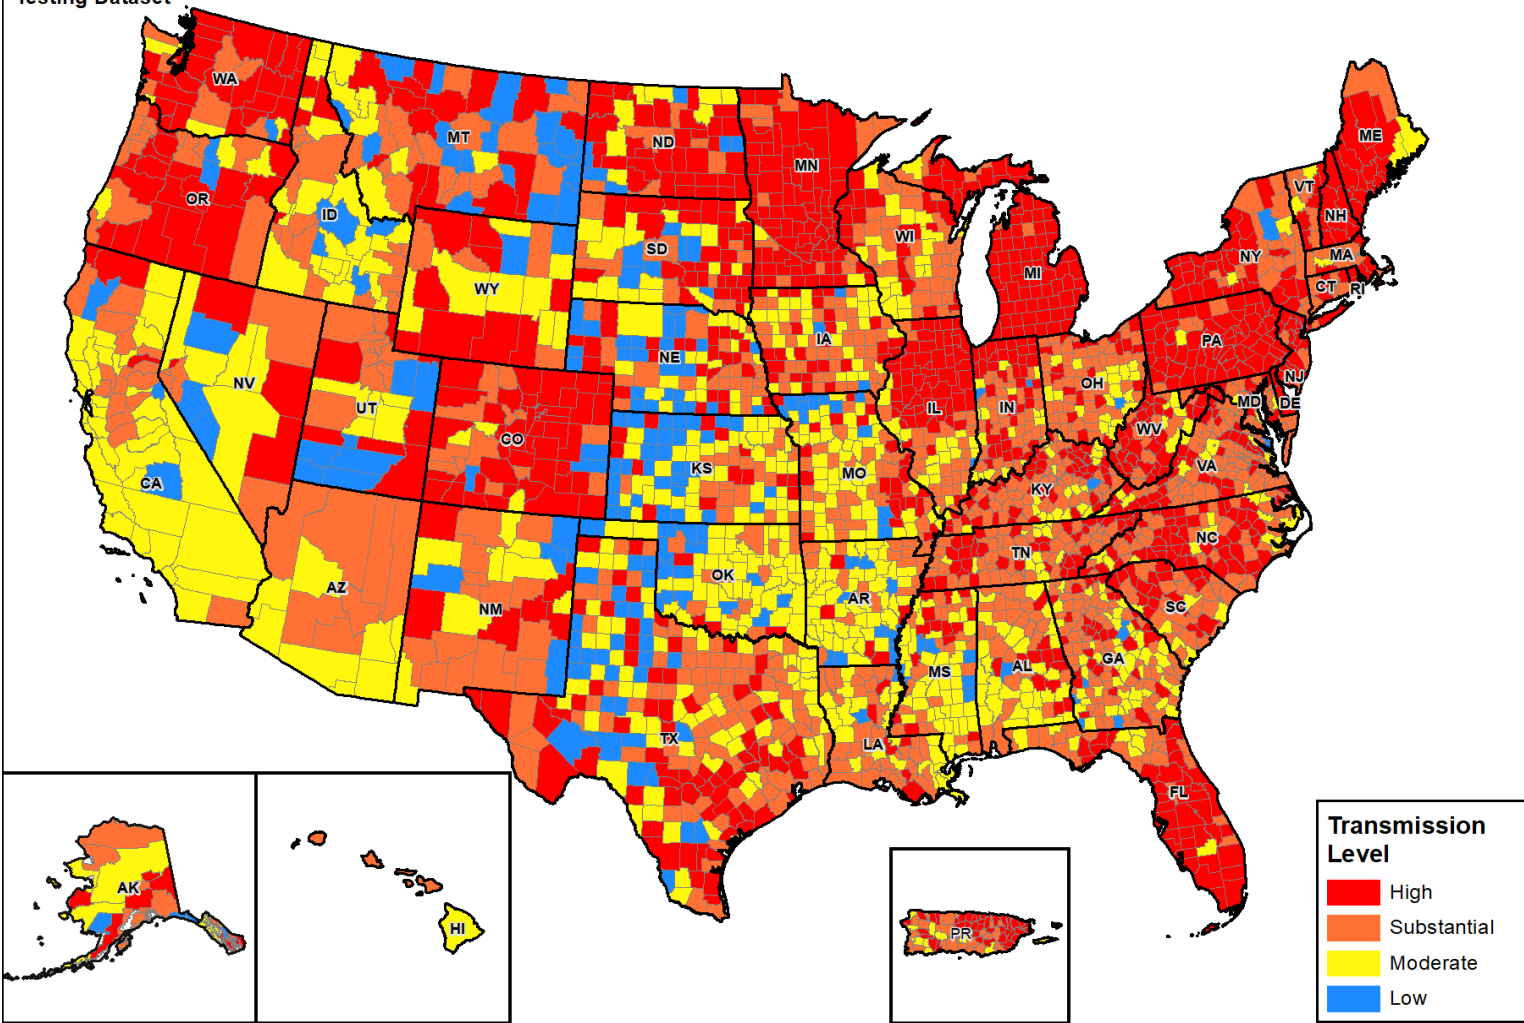 Testing Dataset
WA
MT
ND
MN
ME
OR
ID
SD
WI
MI
VT
NH
NY
MA
CT
RI
WY
IA
NE
PA
NV
UT
CO
IL
IN
OH
NJ
MD
DE
WV
CA
KS
MO
KY
VA
AZ
NM
OK
AR
TN
NC
SC
TX
LA
MS
AL
GA
FL
AK
HI
PR
Transmission
Level
High
Substantial
Moderate
Low